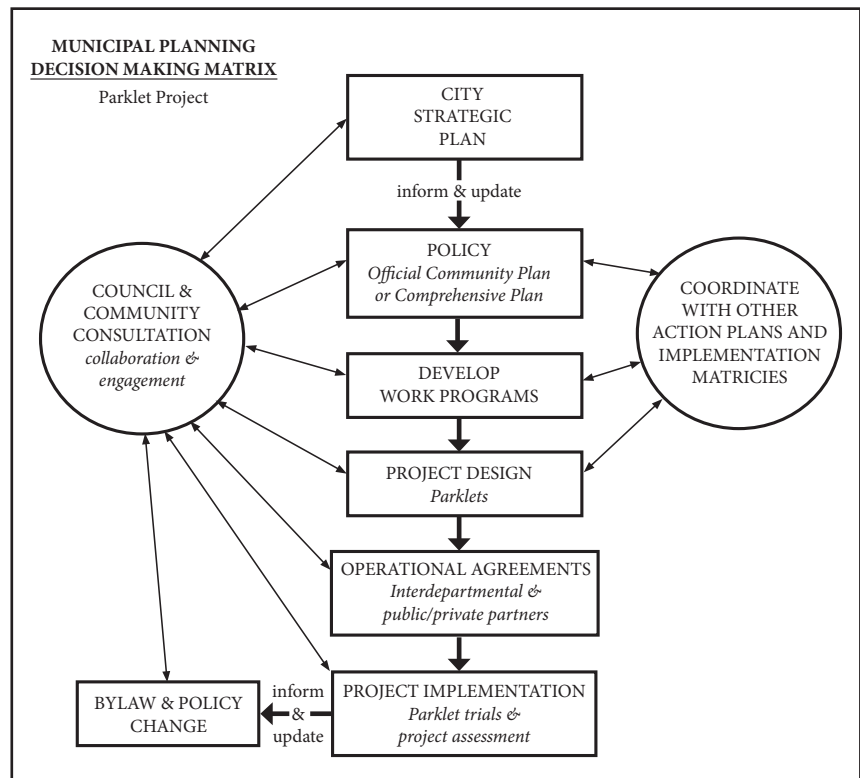 MUNICIPAL PLANNING
DECISION MAKING MATRIX
Parklet Project
CITY
STRATEGIC
PLAN
inform & update
POLICY
Official Community Plan
or Comprehensive Plan
COUNCIL &
COMMUNITY
CONSULTATION
collaboration &
engagement
COORDINATE
WITH OTHER
ACTION PLANS AND
IMPLEMENTATION
MATRICIES
DEVELOP
WORK PROGRAMS
PROJECT DESIGN
Parklets
OPERATIONAL AGREEMENTS
Interdepartmental &
public/private partners
PROJECT IMPLEMENTATION
Parklet trials &
project assessment
inform
&
update
BYLAW & POLICY
CHANGE